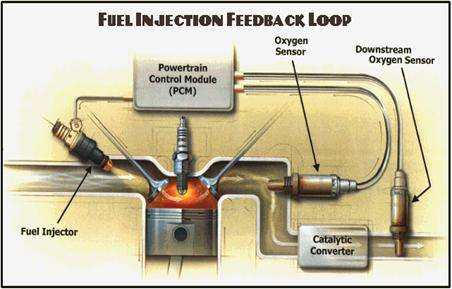 FUEL INJECTION FEEDBACK LOOP
Oxygen
Sensor
Downstream
Oxygen Sensor
Powertrain
Control Module
(PCM)
Fuel Injector
Catalytic
Converter